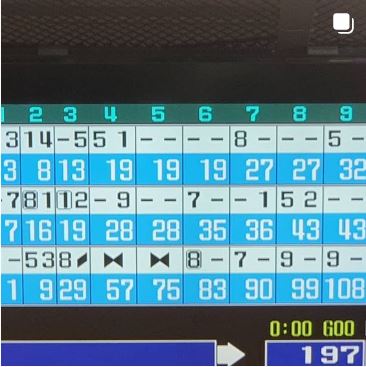 2 3 4 5 6 7 8 9
3 1 4 - 5 5 1 - - - - 8 - - - 5 -
3 8 13 19 19 19 27 27 32
- 7 8 1 1 2 - 9 - - 7 - - 1 5 2 - -
7 16 19 28 28 35 36 43 43
- 5 3 8 ◢ ⧓ ⧓ 8 - 7 - 9 - 9 -
1 9 29 57 75 83 90 99 108
0:00 600
197